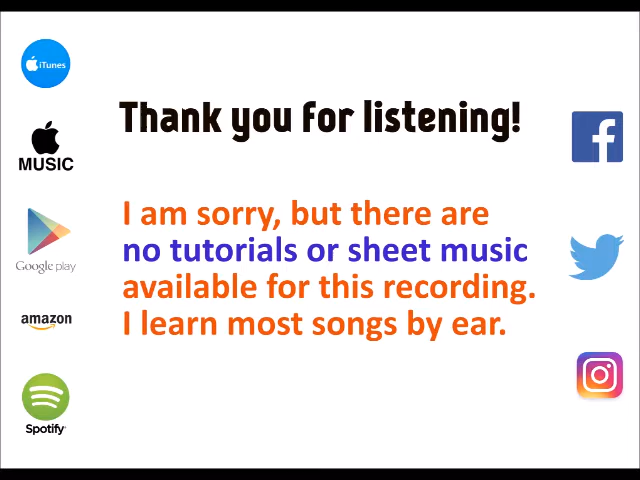 iTunes
Thank you for listening!
MUSIC
I am sorry, but there are
no tutorials or sheet music
Google play
available for this recording.
amazon
I learn most songs by ear.
Spotify